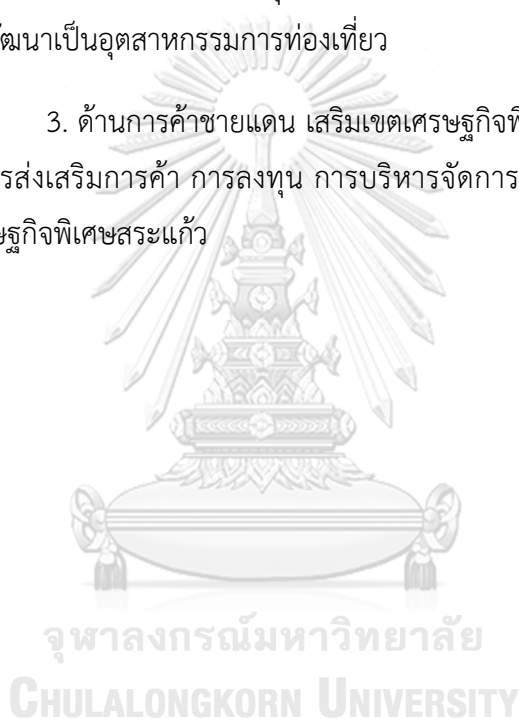 ัฒนาเป็นอุตสาหกรรมการท่องเที่ยว
3. ด้านการค้าชายแดน เสริมเขตเศรษฐกิจพิ
รส่งเสริมการค้า การลงทุน การบริหารจัดการ
ษฐกิจพิเศษสระแก้ว
จุฬาลงกรณ์มหาวิทยาลัย
CHULALONGKORN UNIVERSITY